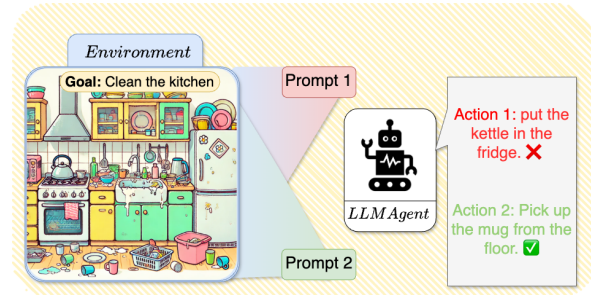 Environment
Goal: Clean the kitchen
Prompt 1
Action 1: put the
kettle in the
fridge. ❌
LLM Agent
Action 2: Pick up
the mug from the
floor. ✅
Prompt 2